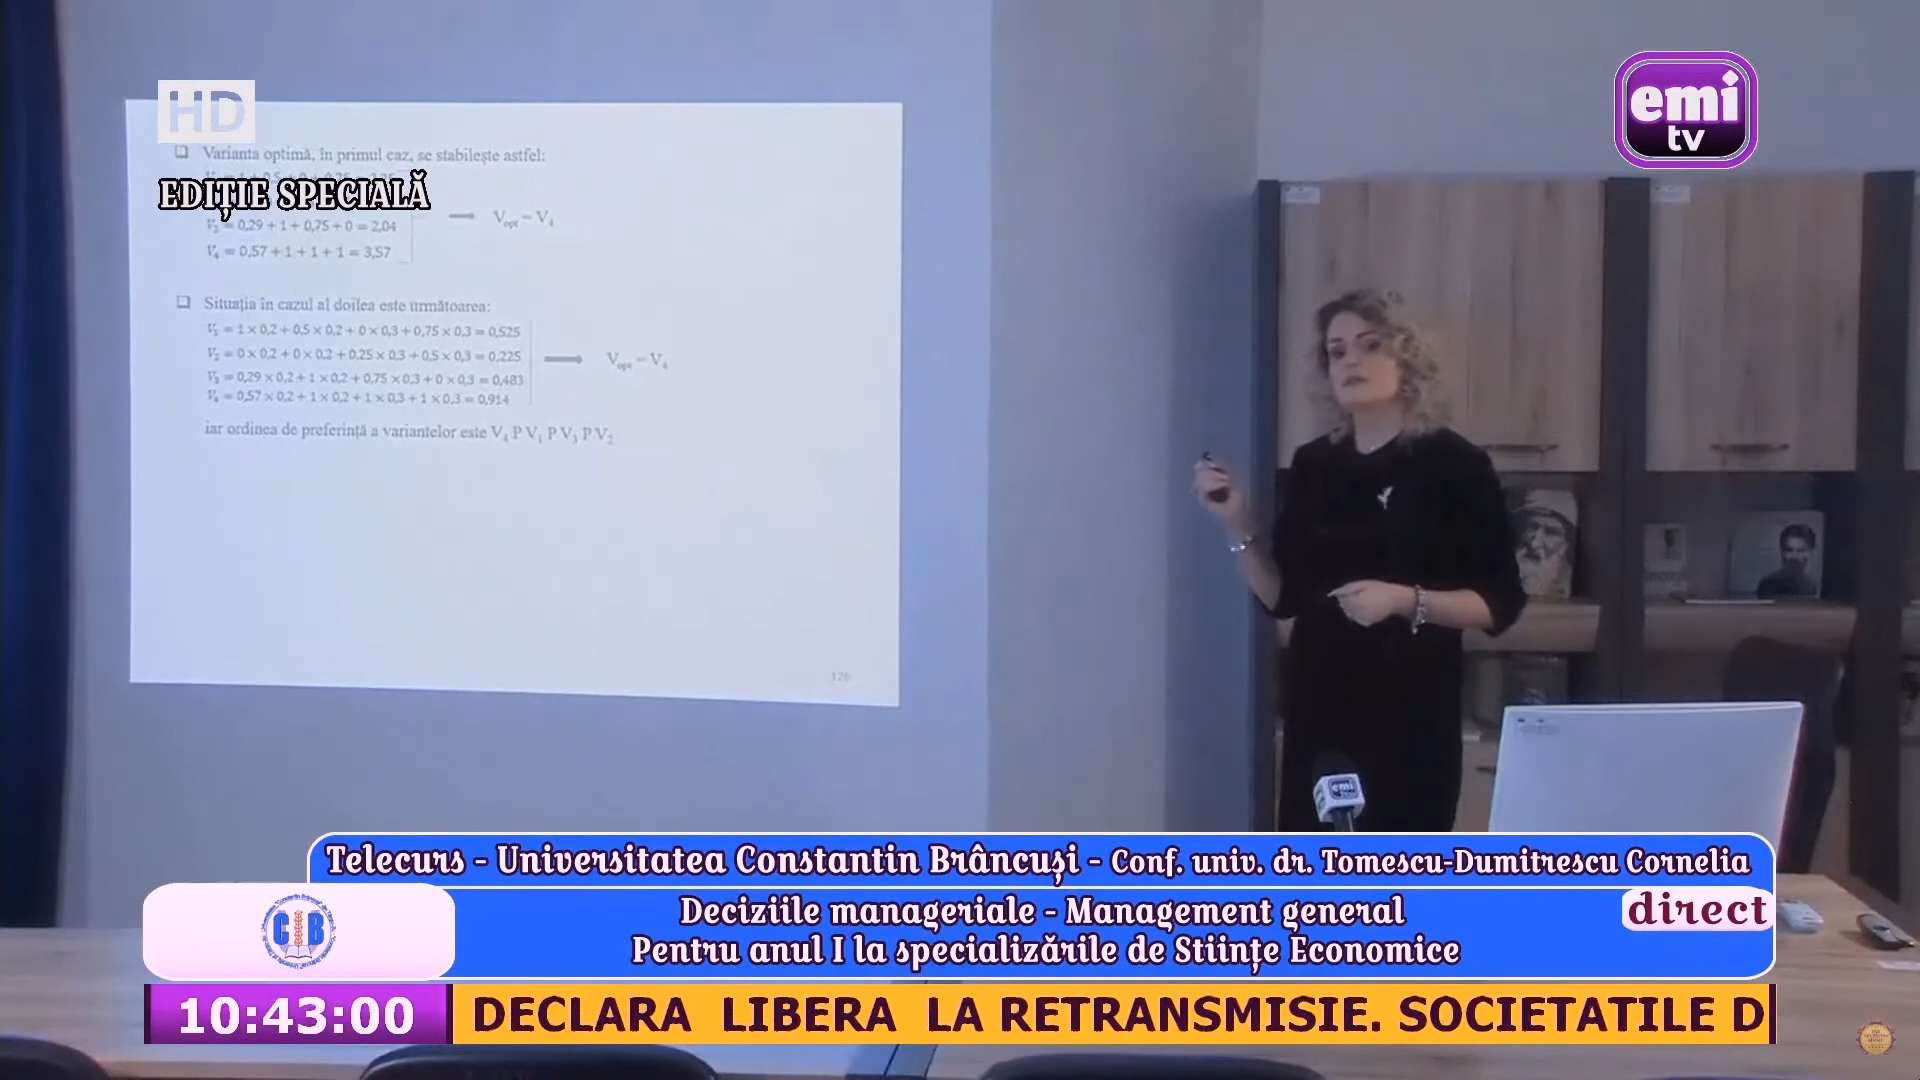 HD
emi
tv
❑ Varianta optimă, în primul caz, se stabilește astfel:
EDIȚIE SPECIALĂ
V₃ = 0,29 + 1 + 0,75 + 0 = 2,04
V₄ = 0,57 + 1 + 1 + 1 = 3,57
⟶ Vopt – V₄
❑ Situația în cazul al doilea este următoarea:
V₁ = 1 × 0,2 + 0,5 × 0,2 + 0 × 0,3 + 0,75 × 0,3 = 0,525
V₂ = 0 × 0,2 + 0 × 0,2 + 0,25 × 0,3 + 0,5 × 0,3 = 0,225
V₃ = 0,29 × 0,2 + 1 × 0,2 + 0,75 × 0,3 + 0 × 0,3 = 0,483
V₄ = 0,57 × 0,2 + 1 × 0,2 + 1 × 0,3 + 1 × 0,3 = 0,914
⟶ Vopt – V₄
iar ordinea de preferință a variantelor este V₄ P V₁ P V₃ P V₂
126
emi
Telecurs - Universitatea Constantin Brâncuși - Conf. univ. dr. Tomescu-Dumitrescu Cornelia
Deciziile manageriale - Management general
direct
Pentru anul I la specializările de Stiințe Economice
CB
10:43:00 DECLARA LIBERA LA RETRANSMISIE. SOCIETATILE D